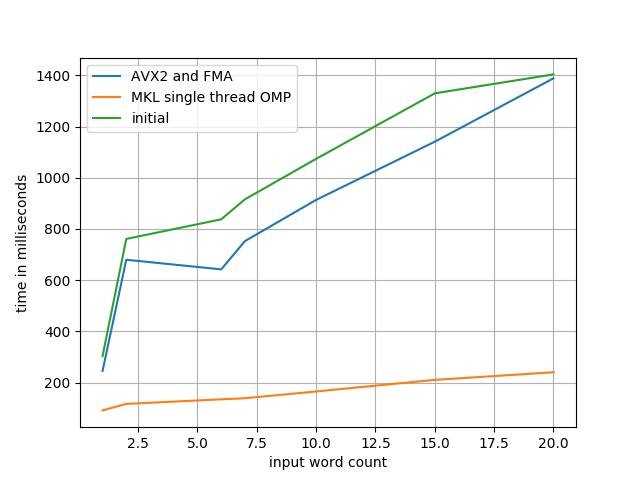 AVX2 and FMA
MKL single thread OMP
initial
1400
1200
1000
800
600
400
200
time in milliseconds
2.5 5.0 7.5 10.0 12.5 15.0 17.5 20.0
input word count